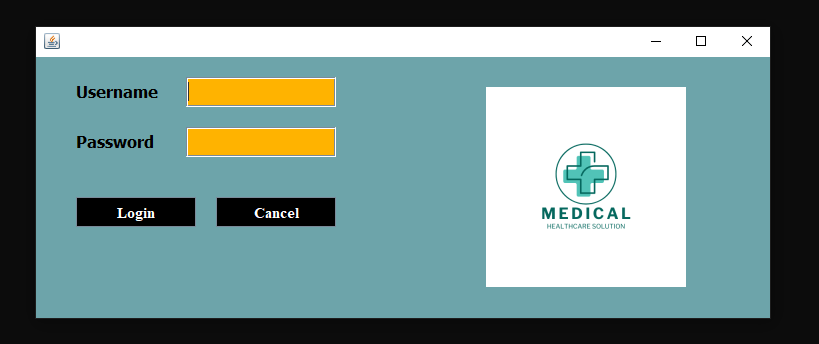 Username
Password
Login
Cancel
MEDICAL
HEALTHCARE SOLUTION